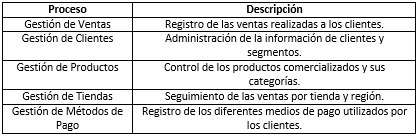 Proceso Descripción
Gestión de Ventas Registro de las ventas realizadas a los clientes.
Gestión de Clientes Administración de la información de clientes y
segmentos.
Gestión de Productos Control de los productos comercializados y sus
categorías.
Gestión de Tiendas Seguimiento de las ventas por tienda y región.
Gestión de Métodos de Registro de los diferentes medios de pago utilizados por
Pago los clientes.